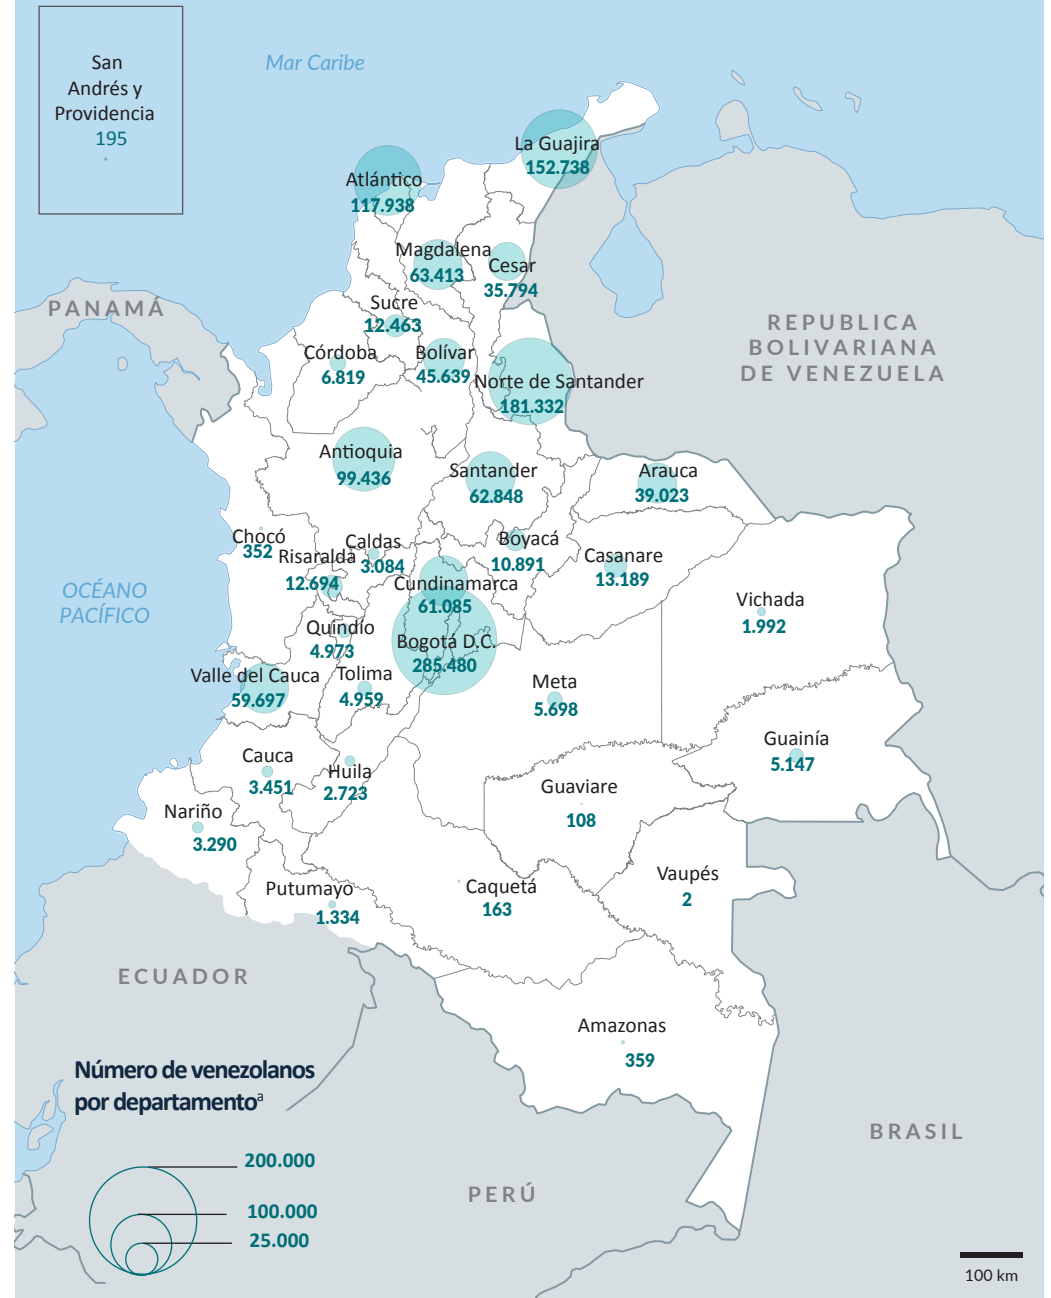 San
Andrés y
Providencia
195
Mar Caribe
La Guajira
152.738
Atlántico
117.938
Magdalena
63.413
Cesar
35.794
Sucre
12.463
PANAMÁ
REPUBLICA
BOLIVARIANA
DE VENEZUELA
Córdoba
6.819
Bolívar
45.639
Norte de Santander
181.332
Antioquia
99.436
Santander
62.848
Arauca
39.023
Chocó
352
Risaralda
12.694
Caldas
3.084
Boyacá
10.891
Casanare
13.189
Cundinamarca
61.085
OCÉANO
PACÍFICO
Vichada
1.992
Quindío
4.973
Bogotá D.C.
285.480
Valle del Cauca
59.697
Tolima
4.959
Meta
5.698
Guainía
5.147
Cauca
3.451
Huila
2.723
Guaviare
108
Nariño
3.290
Putumayo
1.334
Caquetá
163
Vaupés
2
ECUADOR
Amazonas
359
Número de venezolanos
por departamentoᵃ
200.000
100.000
25.000
PERÚ
BRASIL
100 km